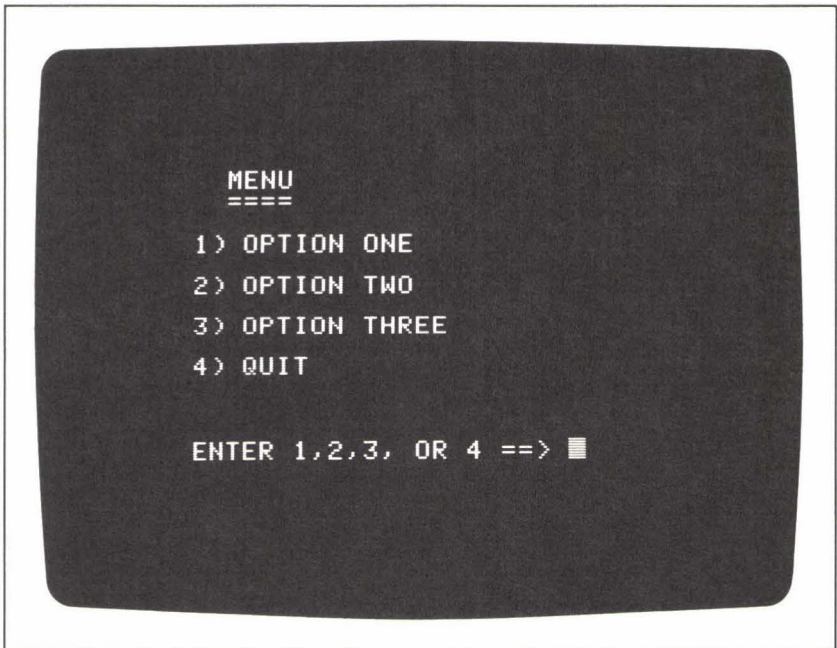 MENU
====
1) OPTION ONE
2) OPTION TWO
3) OPTION THREE
4) QUIT
ENTER 1,2,3, OR 4 ==>